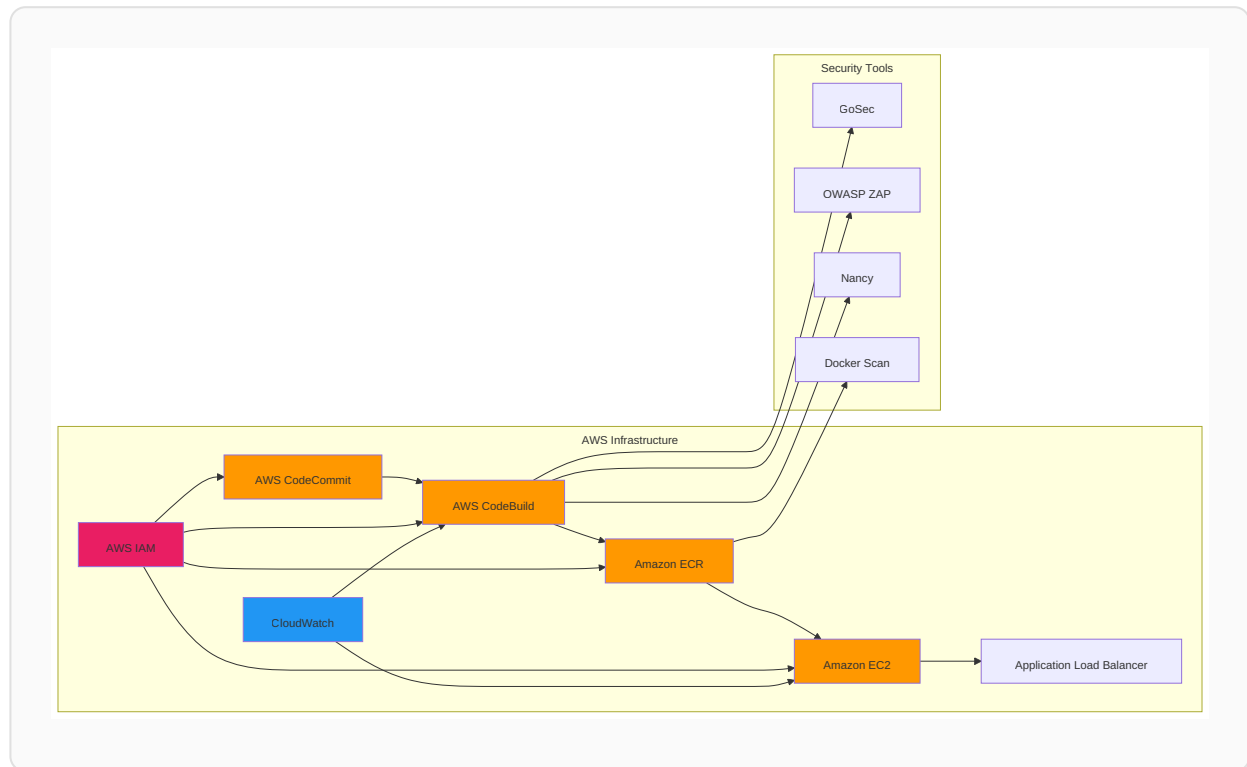 Security Tools
GoSec
OWASP ZAP
Nancy
Docker Scan
AWS Infrastructure
AWS CodeCommit
AWS CodeBuild
AWS IAM
Amazon ECR
CloudWatch
Amazon EC2
Application Load Balancer